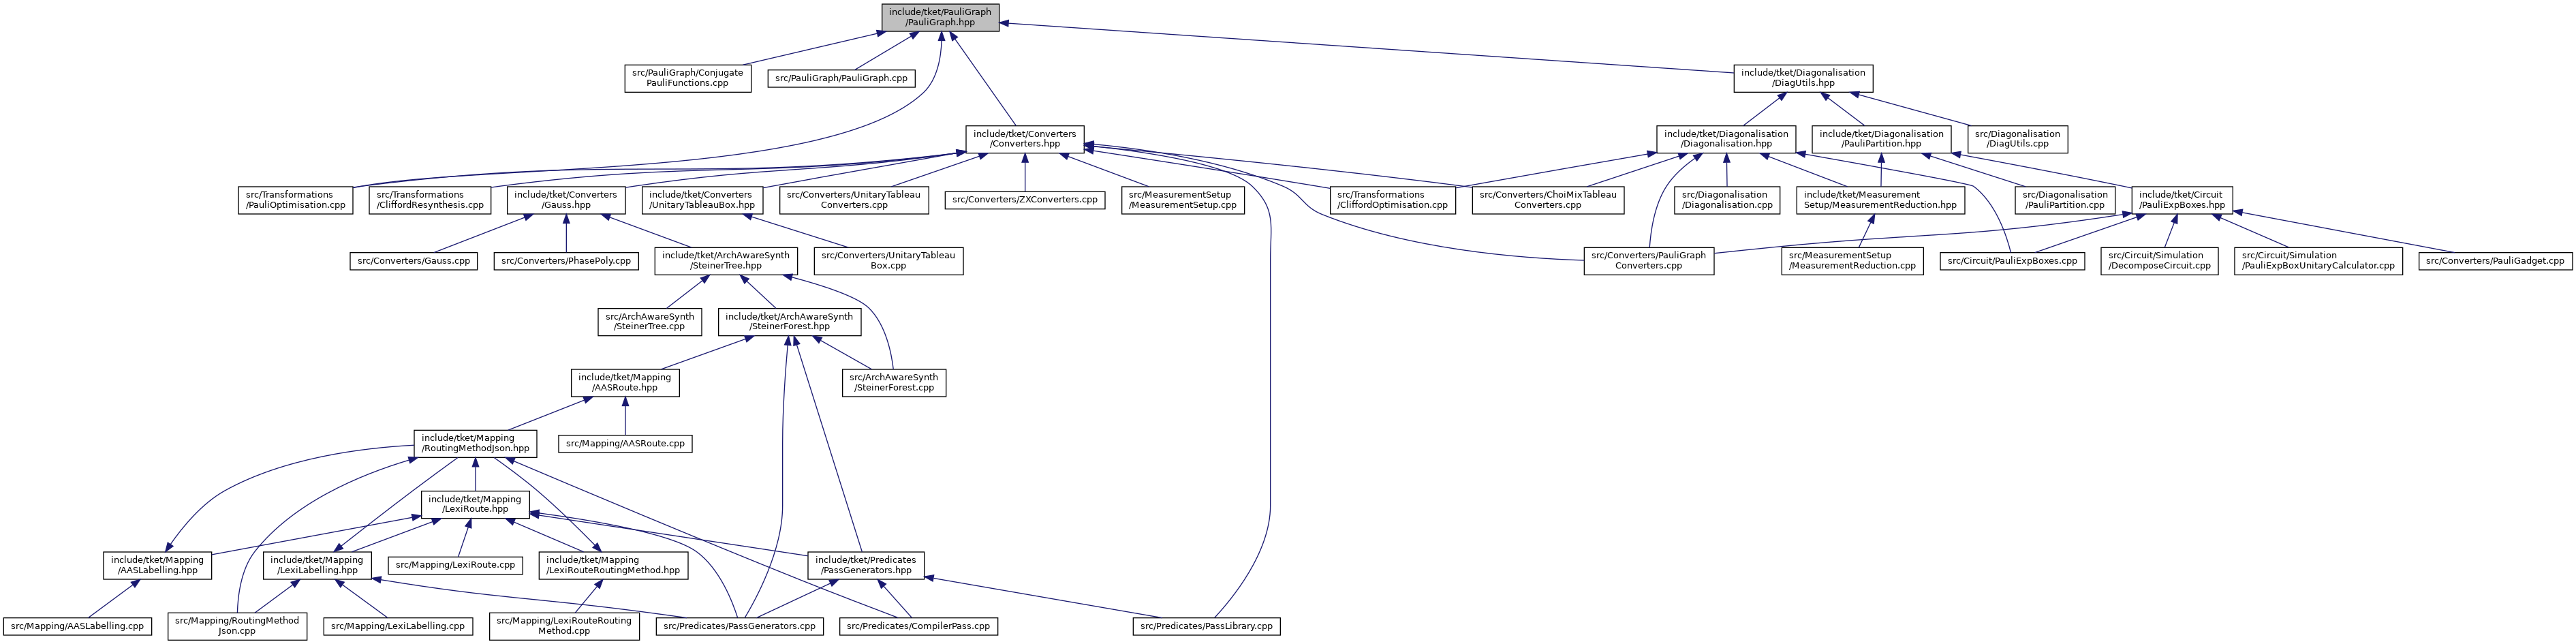 include/tket/PauliGraph
/PauliGraph.hpp
src/PauliGraph/Conjugate
PauliFunctions.cpp
src/PauliGraph/PauliGraph.cpp
include/tket/Diagonalisation
/DiagUtils.hpp
include/tket/Converters
/Converters.hpp
include/tket/Diagonalisation
/Diagonalisation.hpp
include/tket/Diagonalisation
/PauliPartition.hpp
src/Diagonalisation
/DiagUtils.cpp
src/Transformations
/PauliOptimisation.cpp
src/Transformations
/CliffordResynthesis.cpp
include/tket/Converters
/Gauss.hpp
include/tket/Converters
/UnitaryTableauBox.hpp
src/Converters/UnitaryTableau
Converters.cpp
src/Converters/ZXConverters.cpp
src/MeasurementSetup
/MeasurementSetup.cpp
src/Transformations
/CliffordOptimisation.cpp
src/Converters/ChoiMixTableau
Converters.cpp
src/Diagonalisation
/Diagonalisation.cpp
include/tket/Measurement
Setup/MeasurementReduction.hpp
src/Diagonalisation
/PauliPartition.cpp
include/tket/Circuit
/PauliExpBoxes.hpp
src/Converters/Gauss.cpp
src/Converters/PhasePoly.cpp
include/tket/ArchAwareSynth
/SteinerTree.hpp
src/Converters/UnitaryTableau
Box.cpp
src/Converters/PauliGraph
Converters.cpp
src/MeasurementSetup
/MeasurementReduction.cpp
src/Circuit/PauliExpBoxes.cpp
src/Circuit/Simulation
/DecomposeCircuit.cpp
src/Circuit/Simulation
/PauliExpBoxUnitaryCalculator.cpp
src/Converters/PauliGadget.cpp
src/ArchAwareSynth
/SteinerTree.cpp
include/tket/ArchAwareSynth
/SteinerForest.hpp
include/tket/Mapping
/AASRoute.hpp
src/ArchAwareSynth
/SteinerForest.cpp
include/tket/Mapping
/RoutingMethodJson.hpp
src/Mapping/AASRoute.cpp
include/tket/Mapping
/LexiRoute.hpp
include/tket/Mapping
/AASLabelling.hpp
include/tket/Mapping
/LexiLabelling.hpp
src/Mapping/LexiRoute.cpp
include/tket/Mapping
/LexiRouteRoutingMethod.hpp
include/tket/Predicates
/PassGenerators.hpp
src/Mapping/AASLabelling.cpp
src/Mapping/RoutingMethod
Json.cpp
src/Mapping/LexiLabelling.cpp
src/Mapping/LexiRouteRouting
Method.cpp
src/Predicates/PassGenerators.cpp
src/Predicates/CompilerPass.cpp
src/Predicates/PassLibrary.cpp